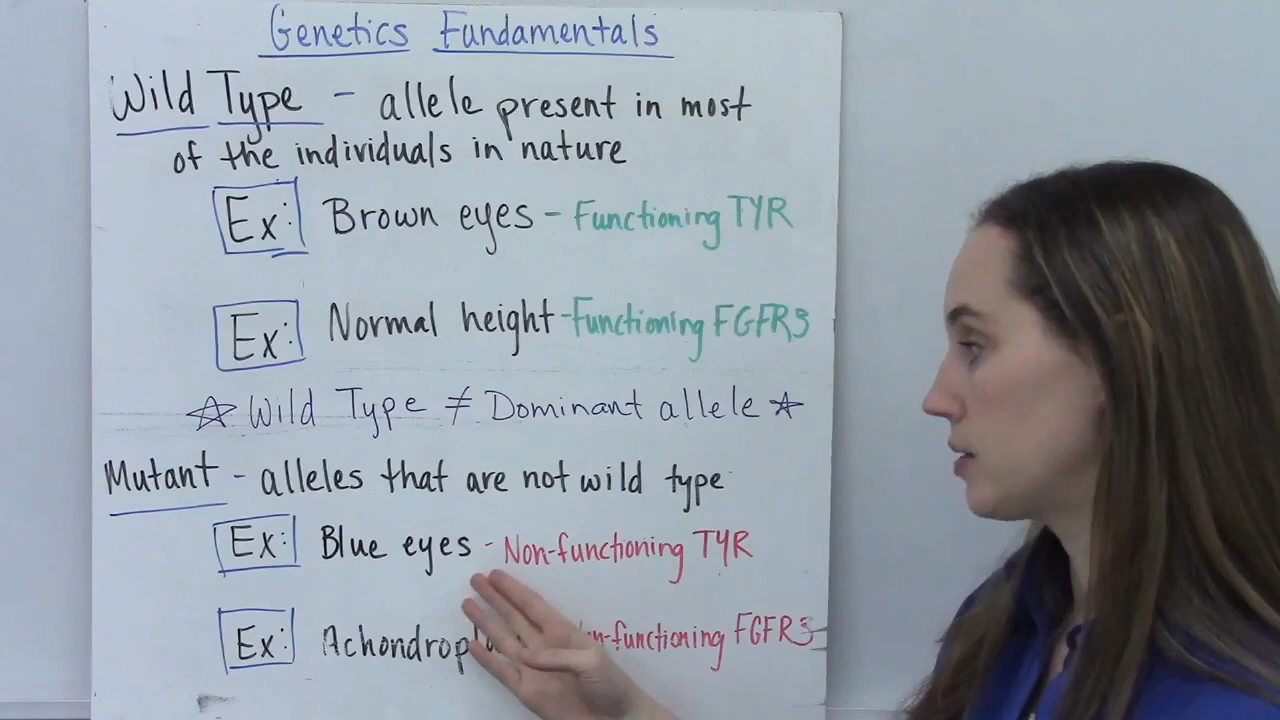 Genetics Fundamentals
Wild Type - allele present in most
of the individuals in nature
Ex: Brown eyes - Functioning TYR
Ex: Normal height - Functioning FGFR3
☆ Wild Type ≠ Dominant allele ☆
Mutant - alleles that are not wild type
Ex: Blue eyes - Non-functioning TYR
Ex: functioning FGFR3